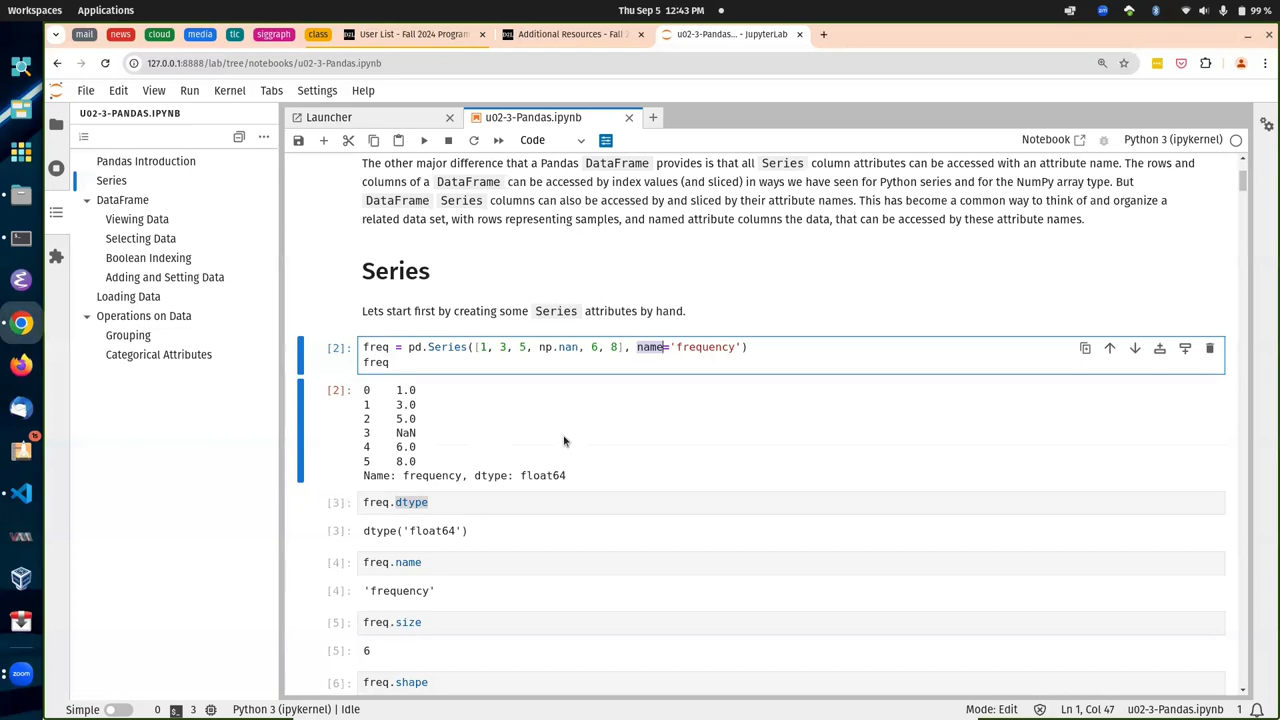 Workspaces Applications Thu Sep 5 12:43 PM 99 %
mail news cloud media tlc siggraph class User List - Fall 2024 Program Additional Resources - Fall 2 u02-3-Pandas... - JupyterLab
127.0.0.1:8888/lab/tree/notebooks/u02-3-Pandas.ipynb
File Edit View Run Kernel Tabs Settings Help
U02-3-PANDAS.IPYNB
Pandas Introduction
Series
DataFrame
Viewing Data
Selecting Data
Boolean Indexing
Adding and Setting Data
Loading Data
Operations on Data
Grouping
Categorical Attributes
Launcher u02-3-Pandas.ipynb
Code Notebook Python 3 (ipykernel)
The other major difference that a Pandas DataFrame provides is that all Series column attributes can be accessed with an attribute name. The rows and
columns of a DataFrame can be accessed by index values (and sliced) in ways we have seen for Python series and for the NumPy array type. But
DataFrame Series columns can also be accessed by and sliced by their attribute names. This has become a common way to think of and organize a
related data set, with rows representing samples, and named attribute columns the data, that can be accessed by these attribute names.
Series
Lets start first by creating some Series attributes by hand.
[2]: freq = pd.Series([1, 3, 5, np.nan, 6, 8], name='frequency')
freq
[2]: 0 1.0
1 3.0
2 5.0
3 NaN
4 6.0
5 8.0
Name: frequency, dtype: float64
[3]: freq.dtype
[3]: dtype('float64')
[4]: freq.name
[4]: 'frequency'
[5]: freq.size
[5]: 6
[6]: freq.shape
16
zoom
Simple 0 3 Python 3 (ipykernel) | Idle Mode: Edit Ln 1, Col 47 u02-3-Pandas.ipynb 1